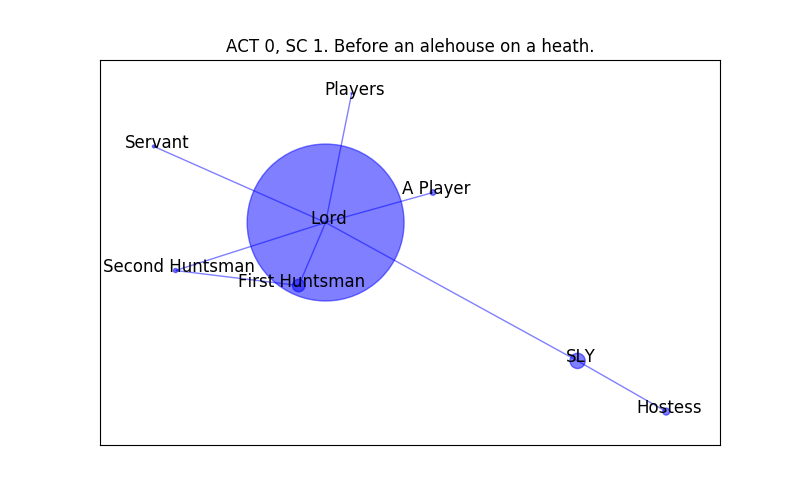 ACT 0, SC 1. Before an alehouse on a heath.
Players
Servant
A Player
Lord
Second Huntsman
First Huntsman
SLY
Hostess